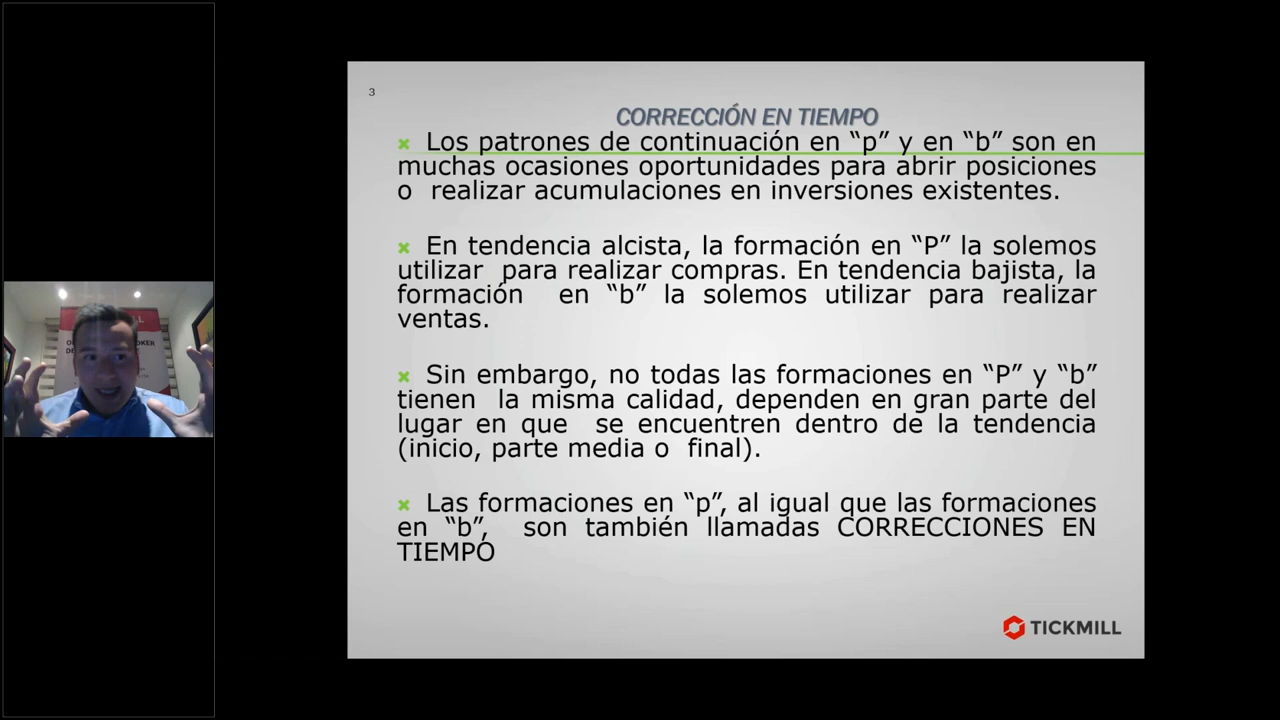 3
CORRECCIÓN EN TIEMPO
Los patrones de continuación en “p” y en “b” son en
muchas ocasiones oportunidades para abrir posiciones
o realizar acumulaciones en inversiones existentes.
En tendencia alcista, la formación en “P” la solemos
utilizar para realizar compras. En tendencia bajista, la
formación en “b” la solemos utilizar para realizar
ventas.
Sin embargo, no todas las formaciones en “P” y “b”
tienen la misma calidad, dependen en gran parte del
lugar en que se encuentren dentro de la tendencia
(inicio, parte media o final).
Las formaciones en “p”, al igual que las formaciones
en “b”, son también llamadas CORRECCIONES EN
TIEMPO
TICKMILL